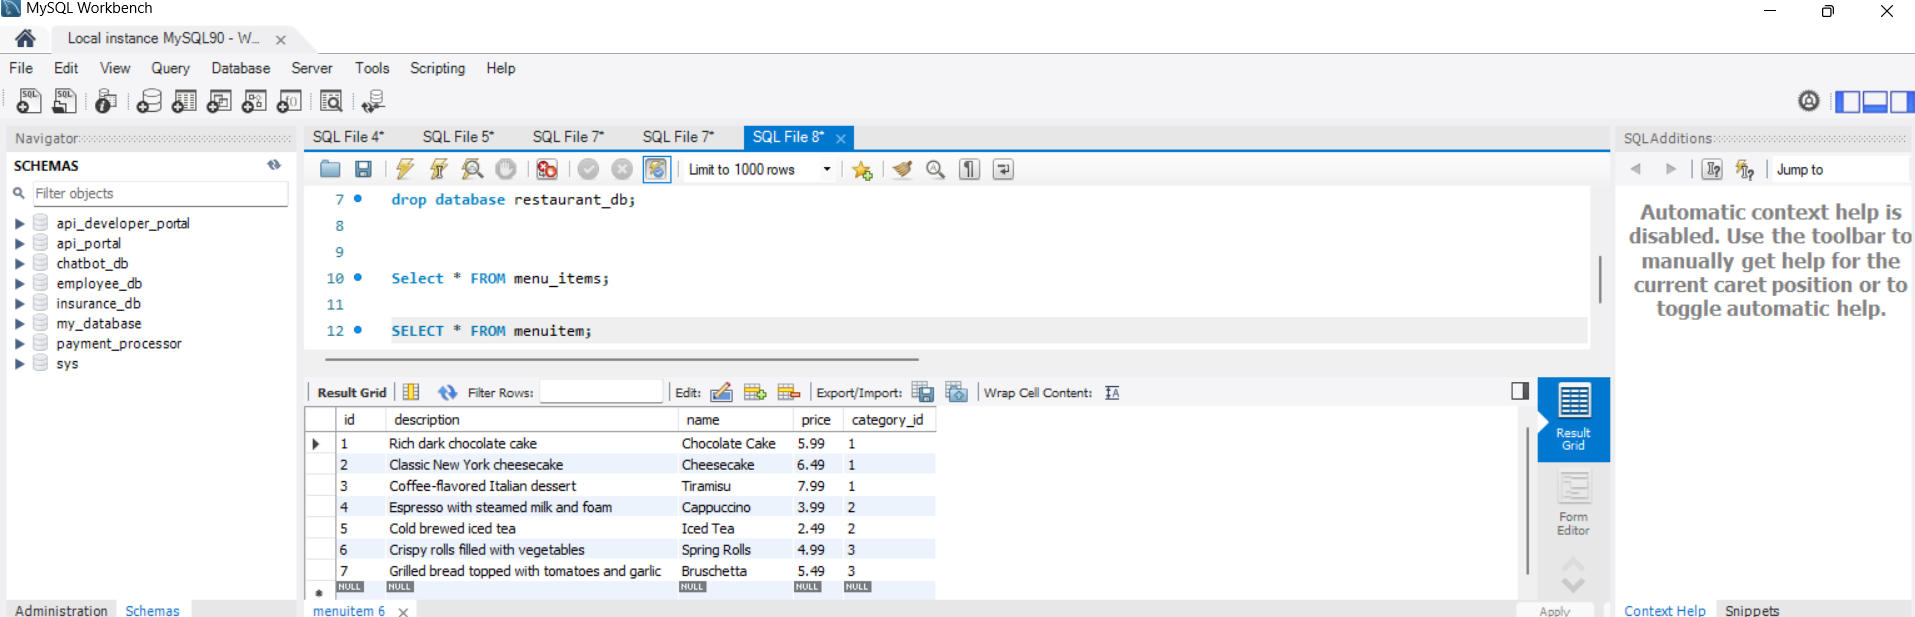 MySQL Workbench
Local instance MySQL90 - W...
File Edit View Query Database Server Tools Scripting Help
Navigator
SCHEMAS
Filter objects
api_developer_portal
api_portal
chatbot_db
employee_db
insurance_db
my_database
payment_processor
sys
Administration Schemas
SQL File 4* SQL File 5* SQL File 7* SQL File 7* SQL File 8*
Limit to 1000 rows
7 drop database restaurant_db;
8
9
10 Select * FROM menu_items;
11
12 SELECT * FROM menuitem;
Result Grid Filter Rows: Edit: Export/Import: Wrap Cell Content:
id description name price category_id
1 Rich dark chocolate cake Chocolate Cake 5.99 1
2 Classic New York cheesecake Cheesecake 6.49 1
3 Coffee-flavored Italian dessert Tiramisu 7.99 1
4 Espresso with steamed milk and foam Cappuccino 3.99 2
5 Cold brewed iced tea Iced Tea 2.49 2
6 Crispy rolls filled with vegetables Spring Rolls 4.99 3
7 Grilled bread topped with tomatoes and garlic Bruschetta 5.49 3
NULL NULL NULL NULL NULL
menuitem 6
Result
Grid
Form
Editor
Apply
SQLAdditions
Jump to
Automatic context help is
disabled. Use the toolbar to
manually get help for the
current caret position or to
toggle automatic help.
Context Help Snippets